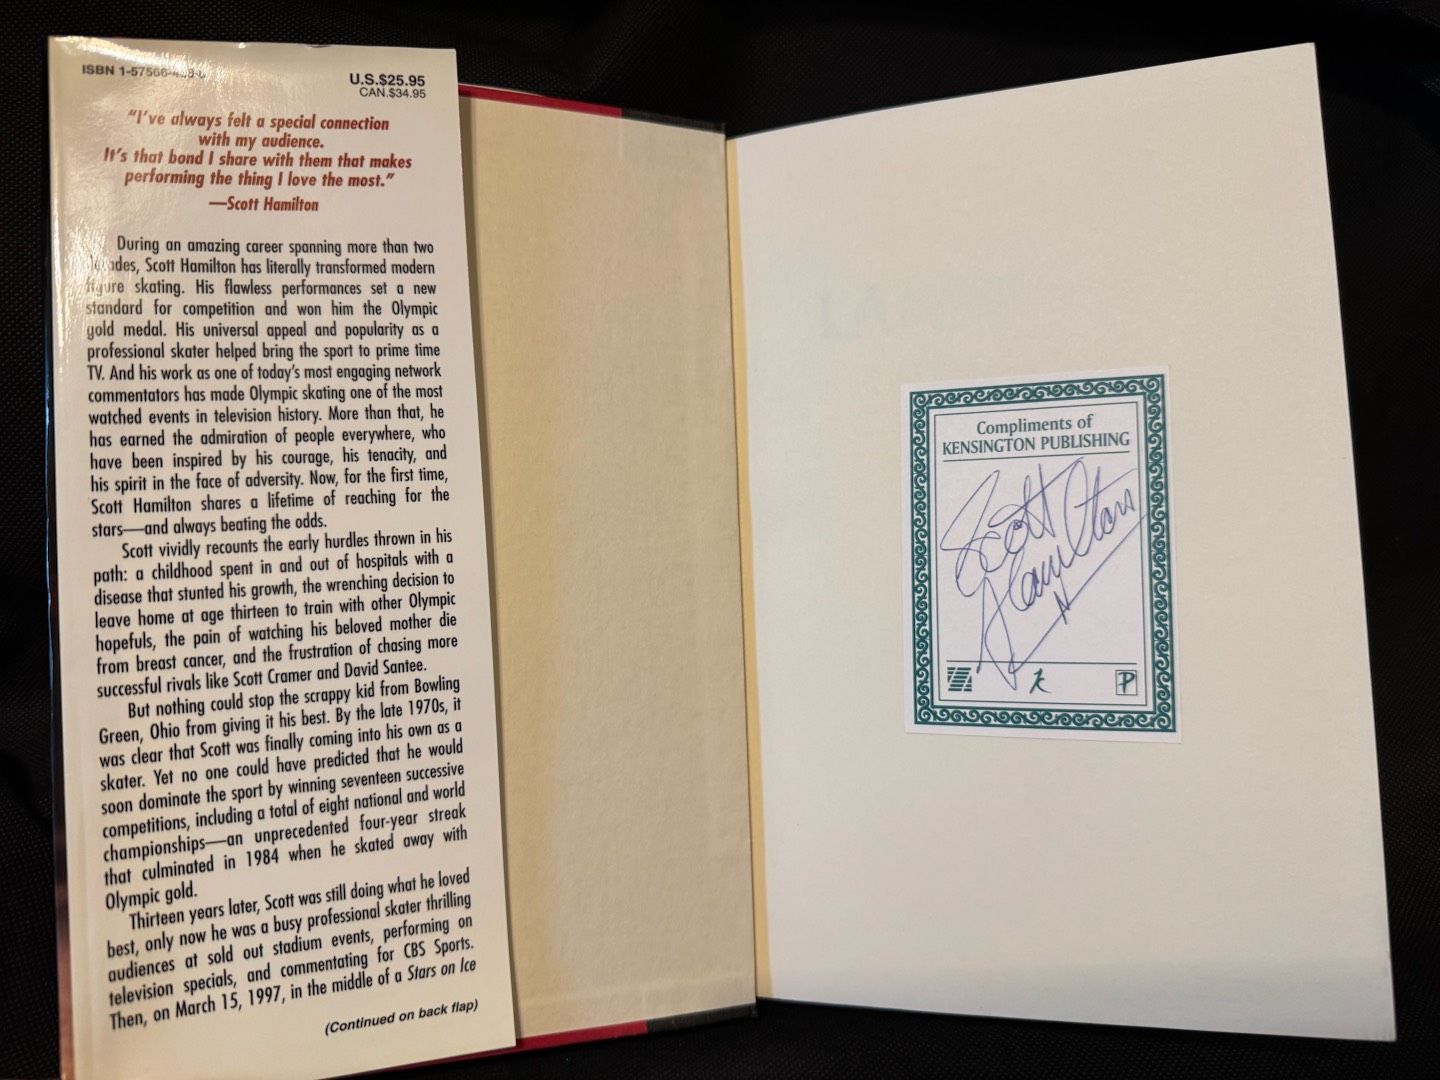 ISBN 1-57566-
U.S.$25.95
CAN.$34.95
"I've always felt a special connection
with my audience.
It's that bond I share with them that makes
performing the thing I love the most."
—Scott Hamilton
During an amazing career spanning more than two
decades, Scott Hamilton has literally transformed modern
figure skating. His flawless performances set a new
standard for competition and won him the Olympic
gold medal. His universal appeal and popularity as a
professional skater helped bring the sport to prime time
TV. And his work as one of today's most engaging network
commentators has made Olympic skating one of the most
watched events in television history. More than that, he
has earned the admiration of people everywhere, who
have been inspired by his courage, his tenacity, and
his spirit in the face of adversity. Now, for the first time,
Scott Hamilton shares a lifetime of reaching for the
stars—and always beating the odds.
Scott vividly recounts the early hurdles thrown in his
path: a childhood spent in and out of hospitals with a
disease that stunted his growth, the wrenching decision to
leave home at age thirteen to train with other Olympic
hopefuls, the pain of watching his beloved mother die
from breast cancer, and the frustration of chasing more
successful rivals like Scott Cramer and David Santee.
But nothing could stop the scrappy kid from Bowling
Green, Ohio from giving it his best. By the late 1970s, it
was clear that Scott was finally coming into his own as a
skater. Yet no one could have predicted that he would
soon dominate the sport by winning seventeen successive
competitions, including a total of eight national and world
championships—an unprecedented four-year streak
that culminated in 1984 when he skated away with
Olympic gold.
Thirteen years later, Scott was still doing what he loved
best, only now he was a busy professional skater thrilling
audiences at sold out stadium events, performing on
television specials, and commentating for CBS Sports.
Then, on March 15, 1997, in the middle of a Stars on Ice
(Continued on back flap)
Compliments of
KENSINGTON PUBLISHING
Scott
Hamilton
K
P